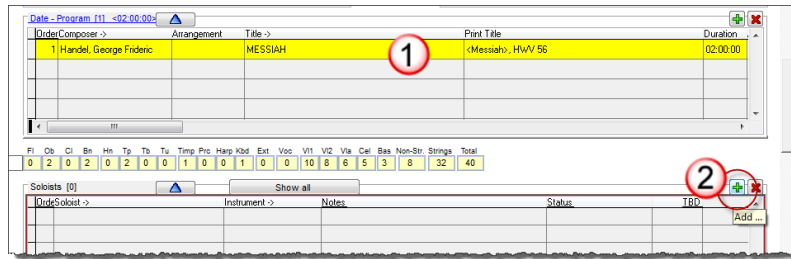 Date - Program [1] <02:00:00>
Order Composer -> Arrangement Title -> Print Title Duration
1 Handel, George Frideric MESSIAH <Messiah>, HWV 56 02:00:00
1
Fl Ob Cl Bn Hn Tp Tb Tu Timp Prc Harp Kbd Ext Voc Vl1 Vl2 Vla Cel Bas Non-Str. Strings Total
0 2 0 2 0 2 0 0 1 0 0 1 0 0 10 8 6 5 3 8 32 40
Soloists [0] Show all
2
Orde Soloist -> Instrument -> Notes Status TBD
Add ...